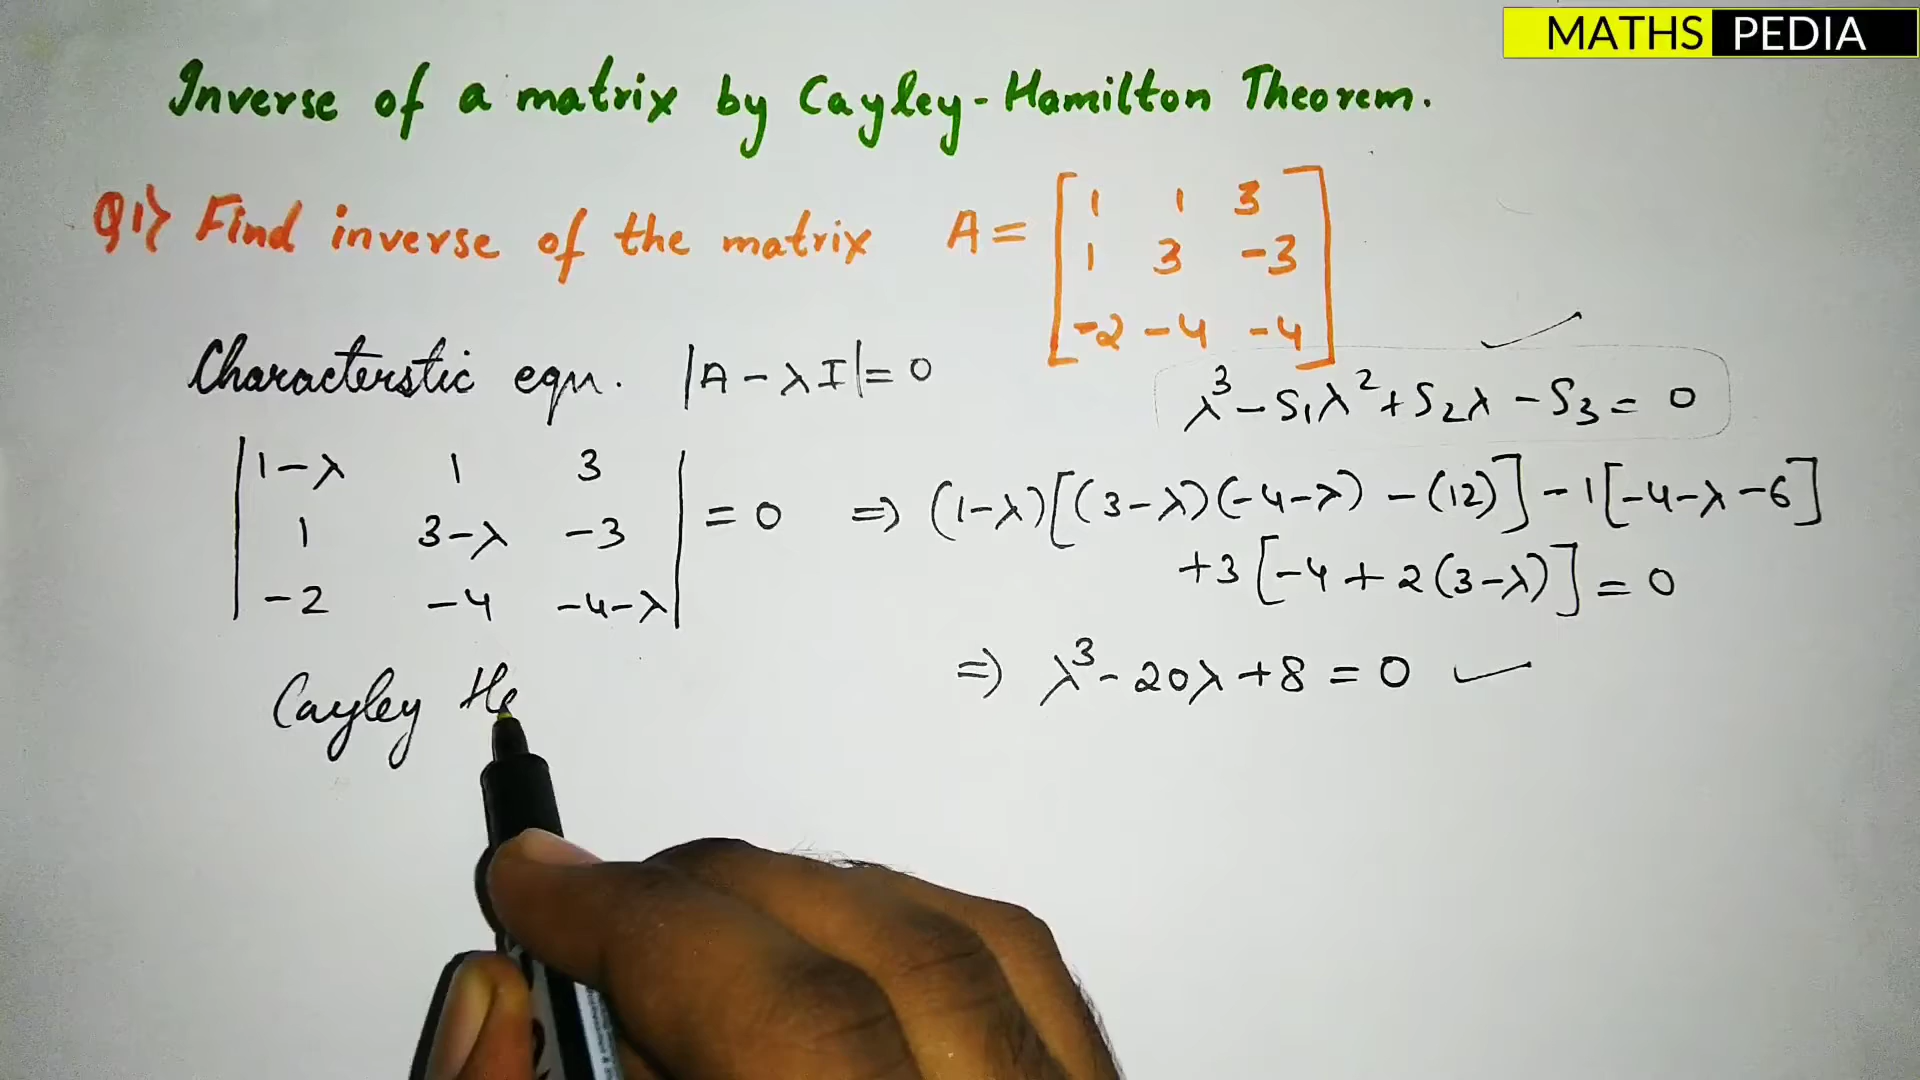 MATHS PEDIA
Inverse of a matrix by Cayley-Hamilton Theorem.
Q1) Find inverse of the matrix A = [1 1 3
1 3 -3
-2 -4 -4]
Characterstic eqn. |A - λI| = 0
λ³ - S₁λ² + S₂λ - S₃ = 0
|1-λ 1 3
1 3-λ -3
-2 -4 -4-λ| = 0
⇒ (1-λ)[(3-λ)(-4-λ) - (12)] - 1[-4-λ-6]
+3[-4+2(3-λ)] = 0
⇒ λ³ - 20λ + 8 = 0 ✓
Cayley Ha